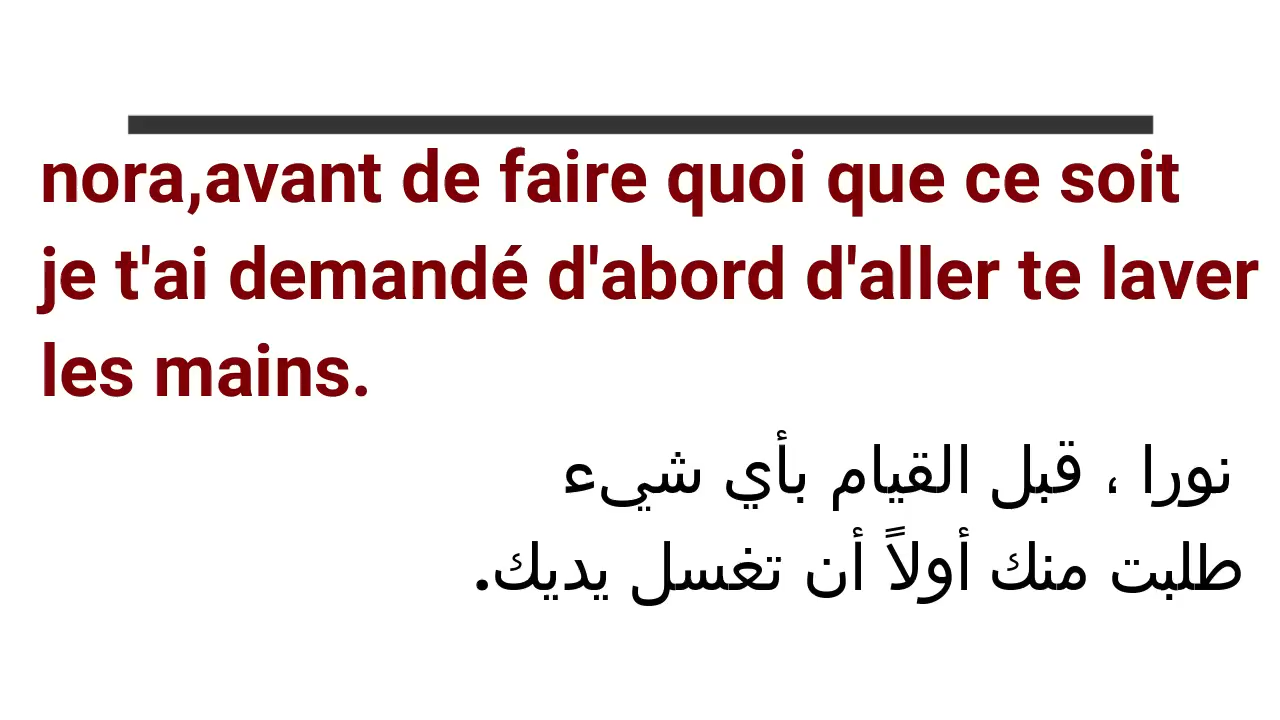 nora,avant de faire quoi que ce soit
je t'ai demandé d'abord d'aller te laver
les mains.
نورا ، قبل القيام بأي شيء
طلبت منك أولاً أن تغسل يديك.